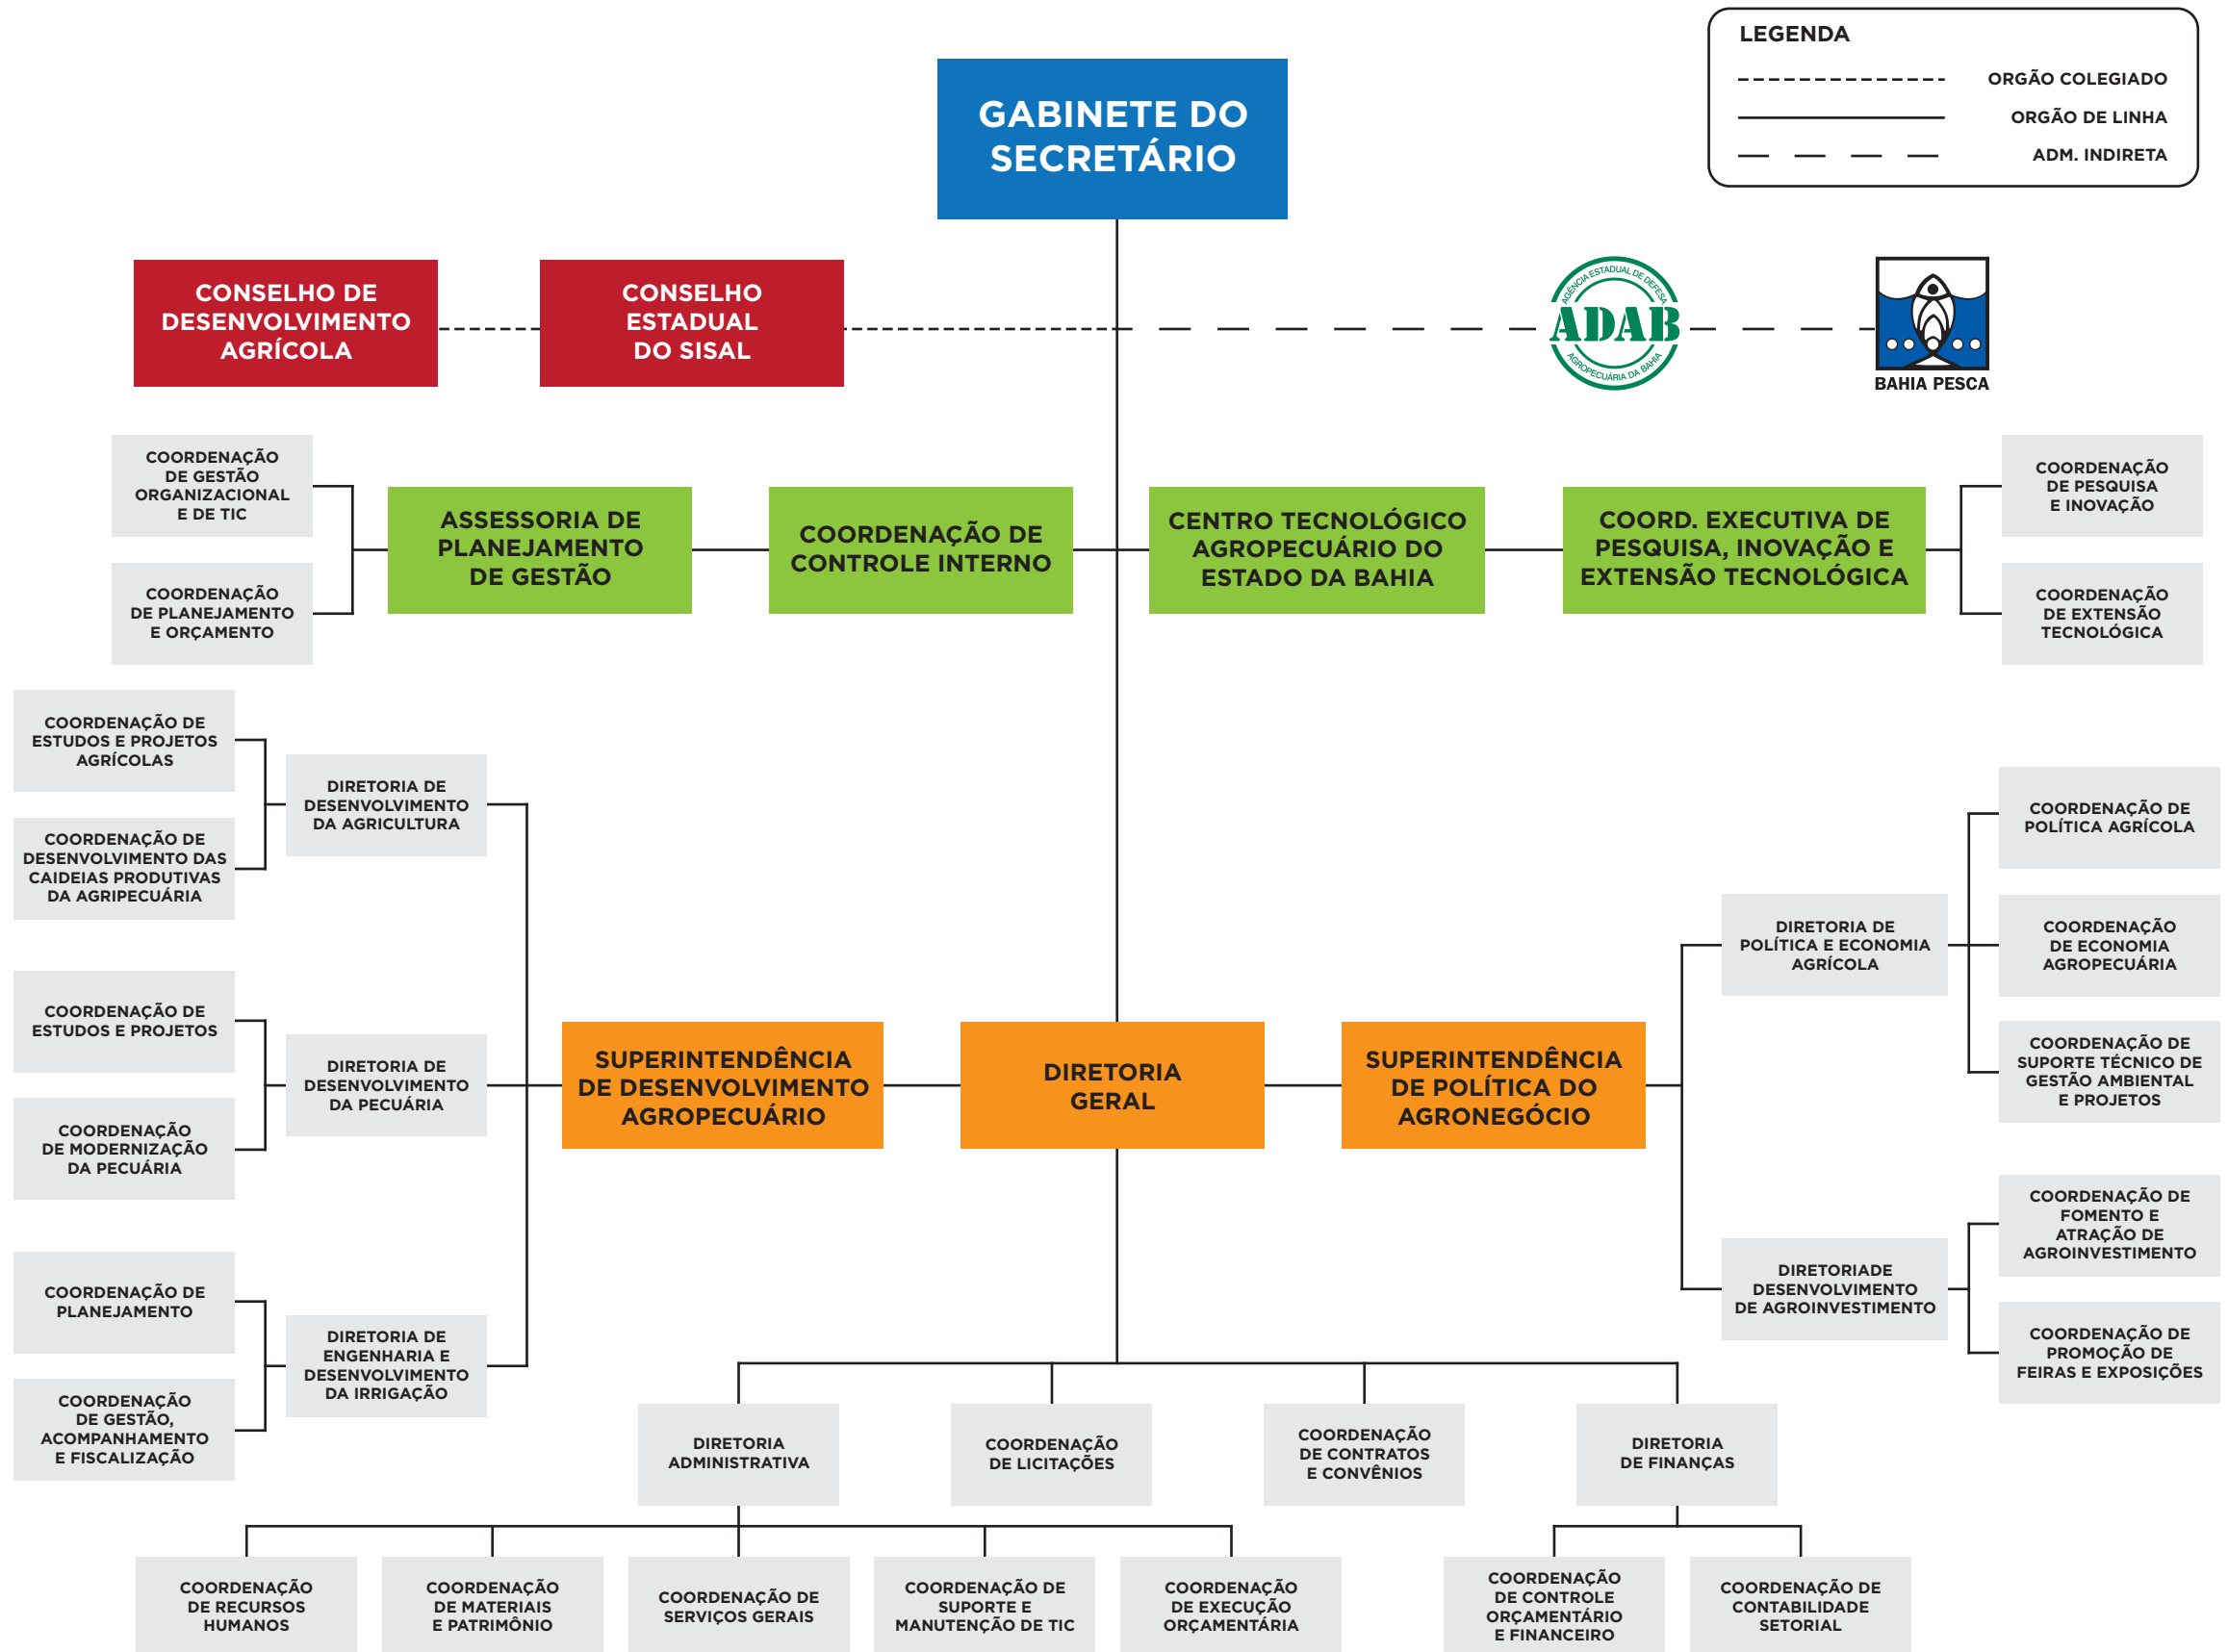 LEGENDA
ORGÃO COLEGIADO
ORGÃO DE LINHA
ADM. INDIRETA
GABINETE DO
SECRETÁRIO
CONSELHO DE
DESENVOLVIMENTO
AGRÍCOLA
CONSELHO
ESTADUAL
DO SISAL
AGÊNCIA ESTADUAL DE DEFESA
ADAB
AGROPECUÁRIA DA BAHIA
BAHIA PESCA
COORDENAÇÃO
DE GESTÃO
ORGANIZACIONAL
E DE TIC
COORDENAÇÃO
DE PLANEJAMENTO
E ORÇAMENTO
ASSESSORIA DE
PLANEJAMENTO
DE GESTÃO
COORDENAÇÃO DE
CONTROLE INTERNO
CENTRO TECNOLÓGICO
AGROPECUÁRIO DO
ESTADO DA BAHIA
COORD. EXECUTIVA DE
PESQUISA, INOVAÇÃO E
EXTENSÃO TECNOLÓGICA
COORDENAÇÃO
DE PESQUISA
E INOVAÇÃO
COORDENAÇÃO
DE EXTENSÃO
TECNOLÓGICA
COORDENAÇÃO DE
ESTUDOS E PROJETOS
AGRÍCOLAS
COORDENAÇÃO DE
DESENVOLVIMENTO DAS
CAIDEIAS PRODUTIVAS
DA AGRIPECUÁRIA
DIRETORIA DE
DESENVOLVIMENTO
DA AGRICULTURA
COORDENAÇÃO DE
ESTUDOS E PROJETOS
COORDENAÇÃO
DE MODERNIZAÇÃO
DA PECUÁRIA
DIRETORIA DE
DESENVOLVIMENTO
DA PECUÁRIA
COORDENAÇÃO DE
PLANEJAMENTO
COORDENAÇÃO
DE GESTÃO,
ACOMPANHAMENTO
E FISCALIZAÇÃO
DIRETORIA DE
ENGENHARIA E
DESENVOLVIMENTO
DA IRRIGAÇÃO
SUPERINTENDÊNCIA
DE DESENVOLVIMENTO
AGROPECUÁRIO
DIRETORIA
GERAL
SUPERINTENDÊNCIA
DE POLÍTICA DO
AGRONEGÓCIO
DIRETORIA DE
POLÍTICA E ECONOMIA
AGRÍCOLA
COORDENAÇÃO DE
POLÍTICA AGRÍCOLA
COORDENAÇÃO
DE ECONOMIA
AGROPECUÁRIA
COORDENAÇÃO DE
SUPORTE TÉCNICO DE
GESTÃO AMBIENTAL
E PROJETOS
DIRETORIADE
DESENVOLVIMENTO
DE AGROINVESTIMENTO
COORDENAÇÃO DE
FOMENTO E
ATRAÇÃO DE
AGROINVESTIMENTO
COORDENAÇÃO DE
PROMOÇÃO DE
FEIRAS E EXPOSIÇÕES
DIRETORIA
ADMINISTRATIVA
COORDENAÇÃO
DE LICITAÇÕES
COORDENAÇÃO
DE CONTRATOS
E CONVÊNIOS
DIRETORIA
DE FINANÇAS
COORDENAÇÃO
DE RECURSOS
HUMANOS
COORDENAÇÃO
DE MATERIAIS
E PATRIMÔNIO
COORDENAÇÃO DE
SERVIÇOS GERAIS
COORDENAÇÃO DE
SUPORTE E
MANUTENÇÃO DE TIC
COORDENAÇÃO
DE EXECUÇÃO
ORÇAMENTÁRIA
COORDENAÇÃO
DE CONTROLE
ORÇAMENTÁRIO
E FINANCEIRO
COORDENAÇÃO DE
CONTABILIDADE
SETORIAL